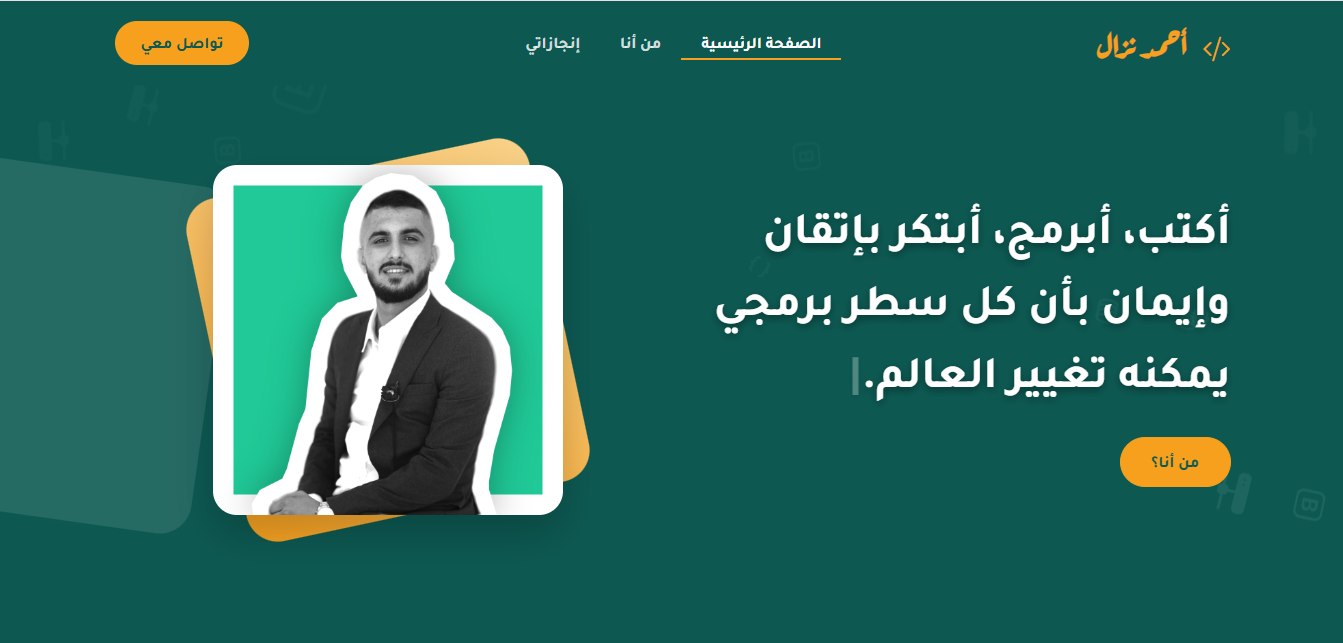 </> أحمد نزال
الصفحة الرئيسية
من أنا
إنجازاتي
تواصل معي
أكتب، أبرمج، أبتكر بإتقان
وإيمان بأن كل سطر برمجي
يمكنه تغيير العالم.|
من أنا؟